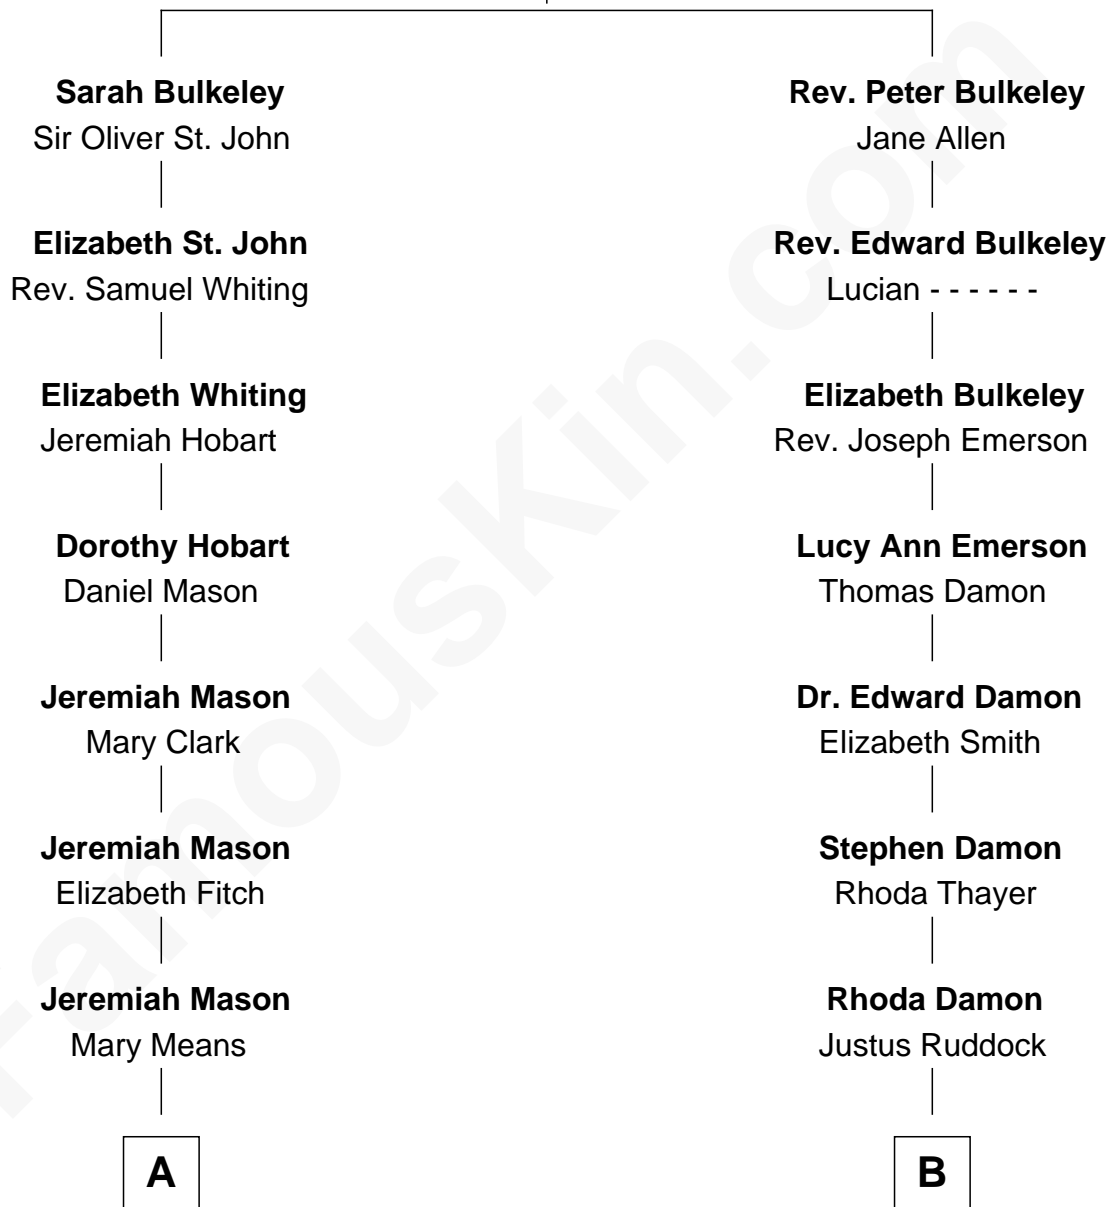 Sarah Bulkeley
Sir Oliver St. John
Elizabeth St. John
Rev. Samuel Whiting
Elizabeth Whiting
Jeremiah Hobart
Dorothy Hobart
Daniel Mason
Jeremiah Mason
Mary Clark
Jeremiah Mason
Elizabeth Fitch
Jeremiah Mason
Mary Means
A
Rev. Peter Bulkeley
Jane Allen
Rev. Edward Bulkeley
Lucian - - - - - -
Elizabeth Bulkeley
Rev. Joseph Emerson
Lucy Ann Emerson
Thomas Damon
Dr. Edward Damon
Elizabeth Smith
Stephen Damon
Rhoda Thayer
Rhoda Damon
Justus Ruddock
B
FamousKin.com